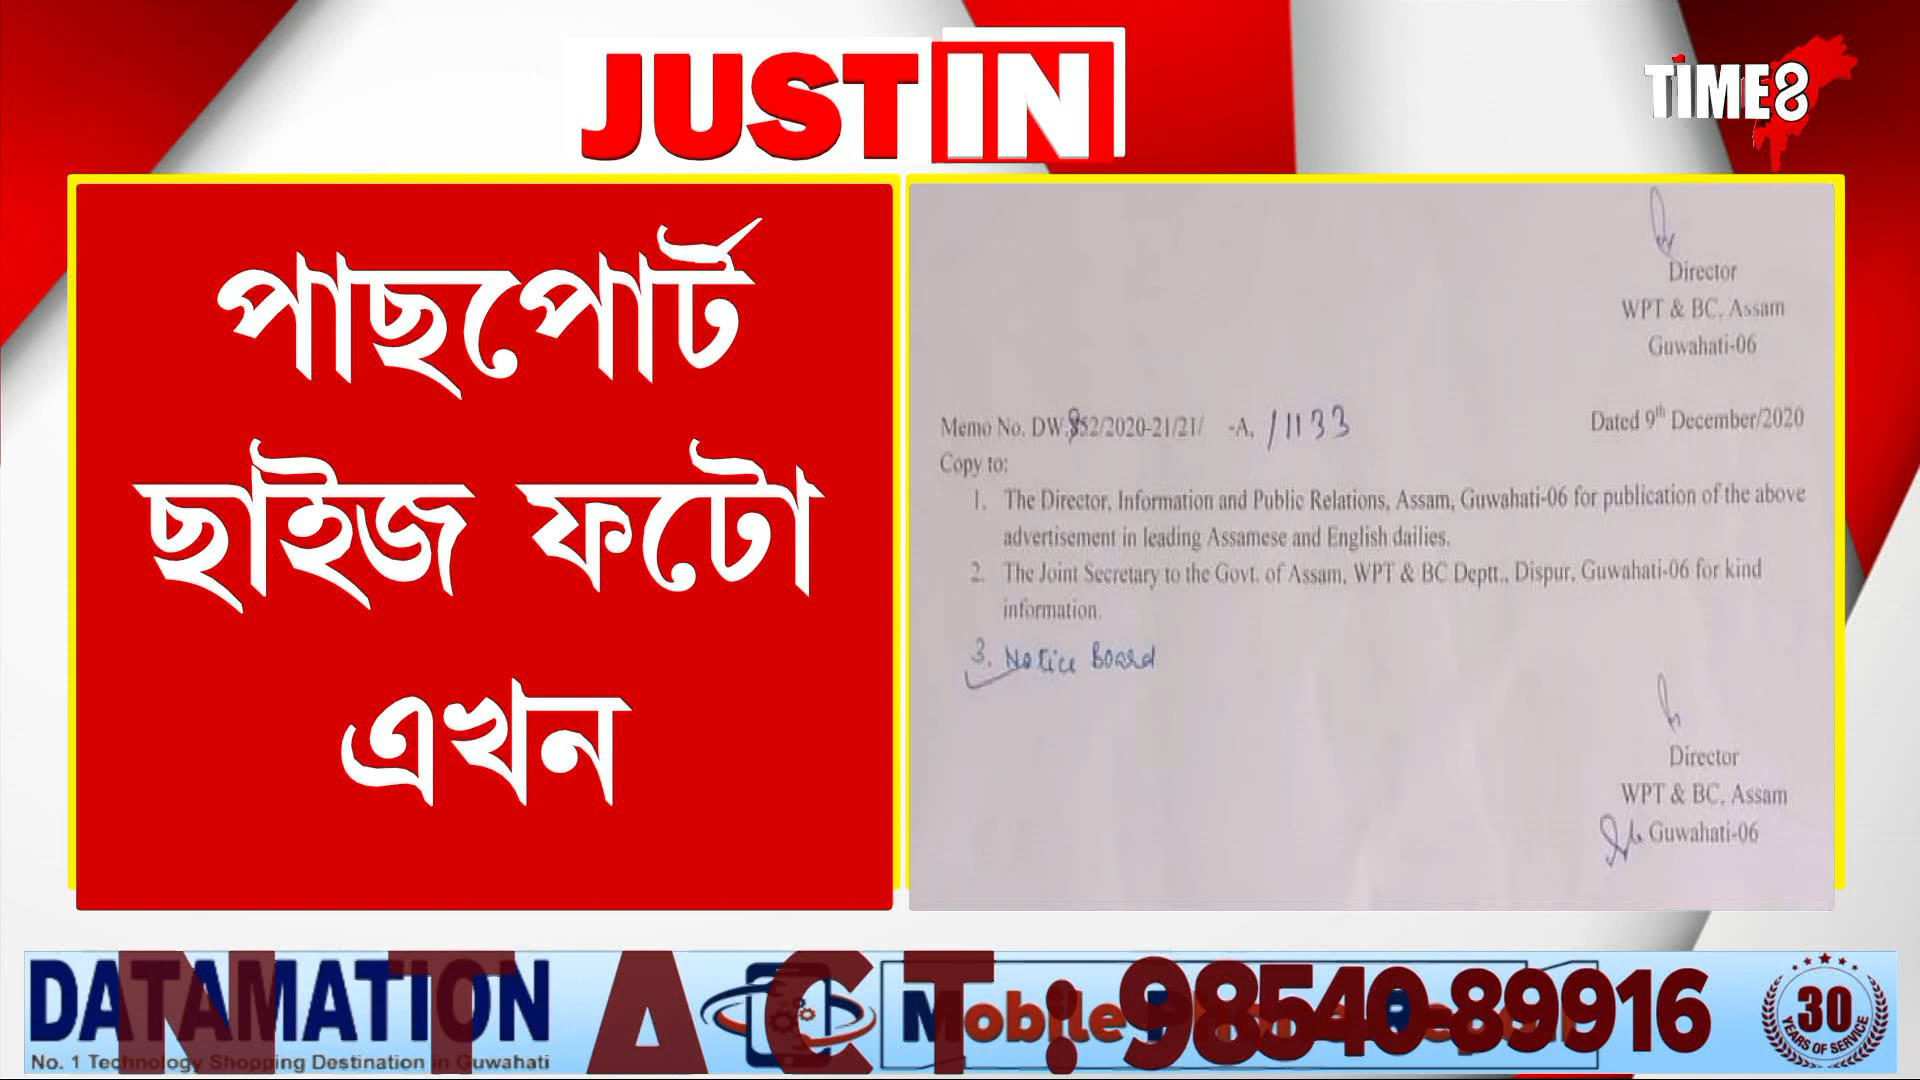 JUST IN
TIME8
পাছপোৰ্ট
ছাইজ ফটো
এখন
Director
WPT & BC, Assam
Guwahati-06
Memo No. DW.852/2020-21/21/ -A, /1133
Dated 9th December/2020
Copy to:
1. The Director, Information and Public Relations, Assam, Guwahati-06 for publication of the above
advertisement in leading Assamese and English dailies.
2. The Joint Secretary to the Govt. of Assam, WPT & BC Deptt., Dispur, Guwahati-06 for kind
information.
3. Notice Board
Director
WPT & BC, Assam
Guwahati-06
DATAMATION
No. 1 Technology Shopping Destination in Guwahati
Mobile
NTACT: 98540-89916
30
YEARS OF SERVICE